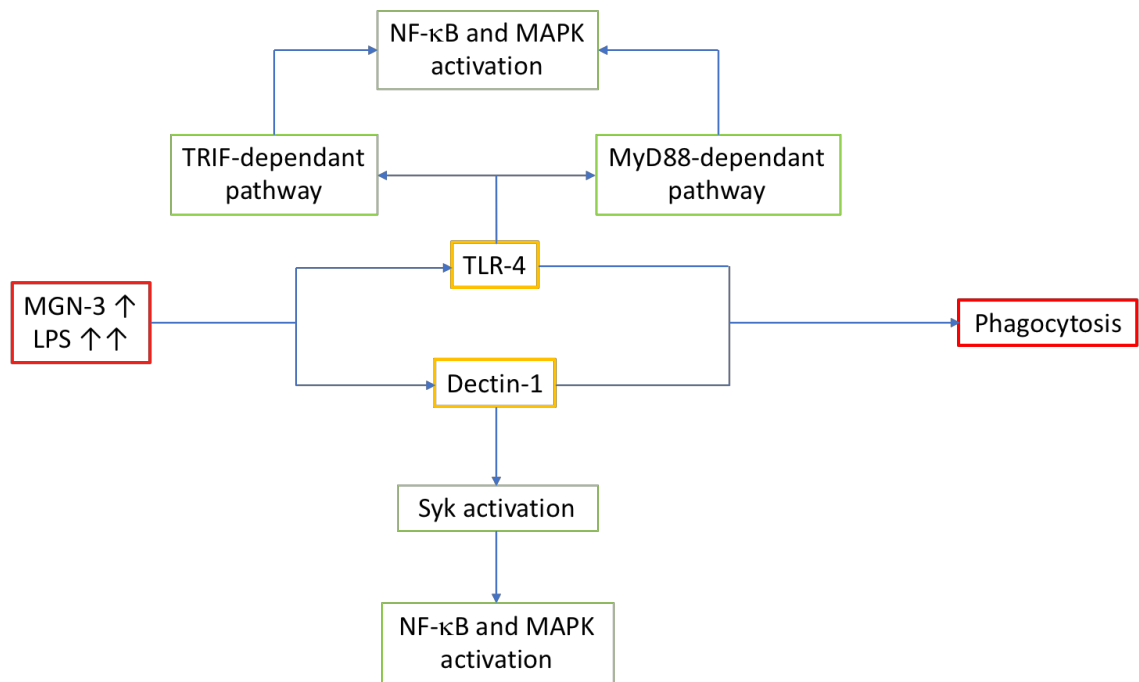 NF-κB and MAPK
activation
TRIF-dependant
pathway
MyD88-dependant
pathway
TLR-4
MGN-3 ↑
LPS ↑↑
Phagocytosis
Dectin-1
Syk activation
NF-κB and MAPK
activation